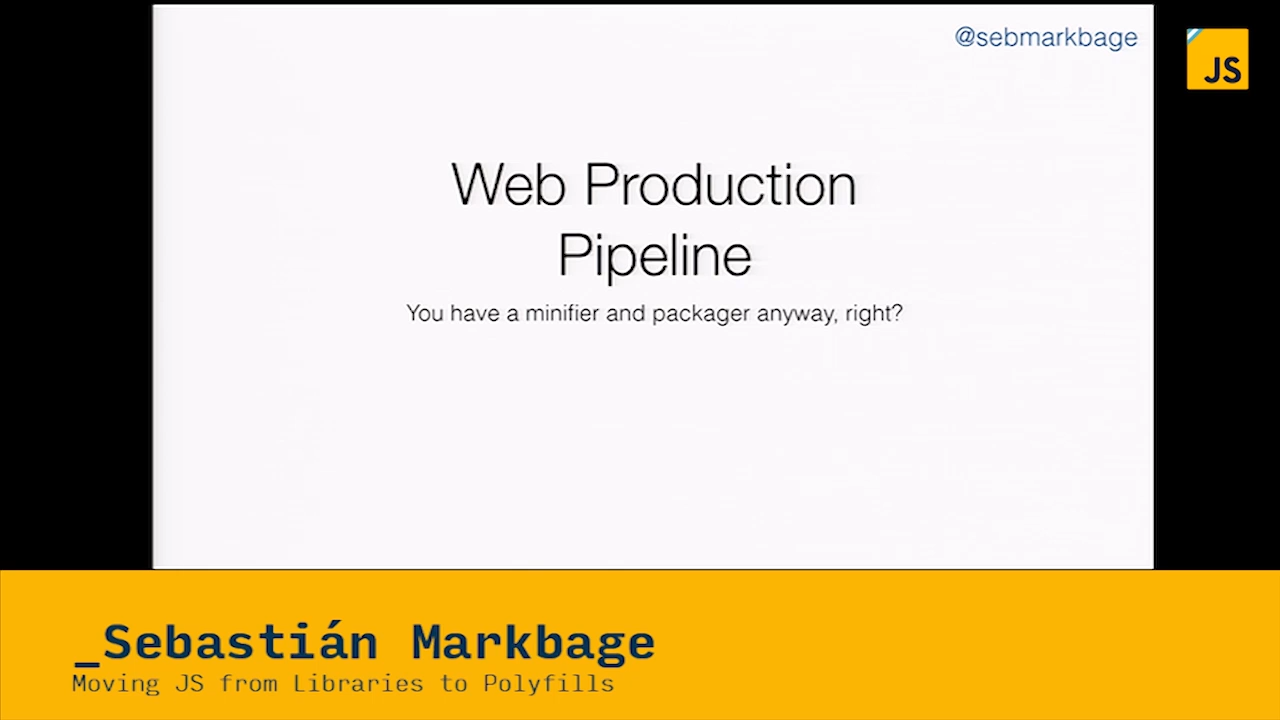 @sebmarkbage
JS
Web Production
Pipeline
You have a minifier and packager anyway, right?
_Sebastián Markbage
Moving JS from Libraries to Polyfills